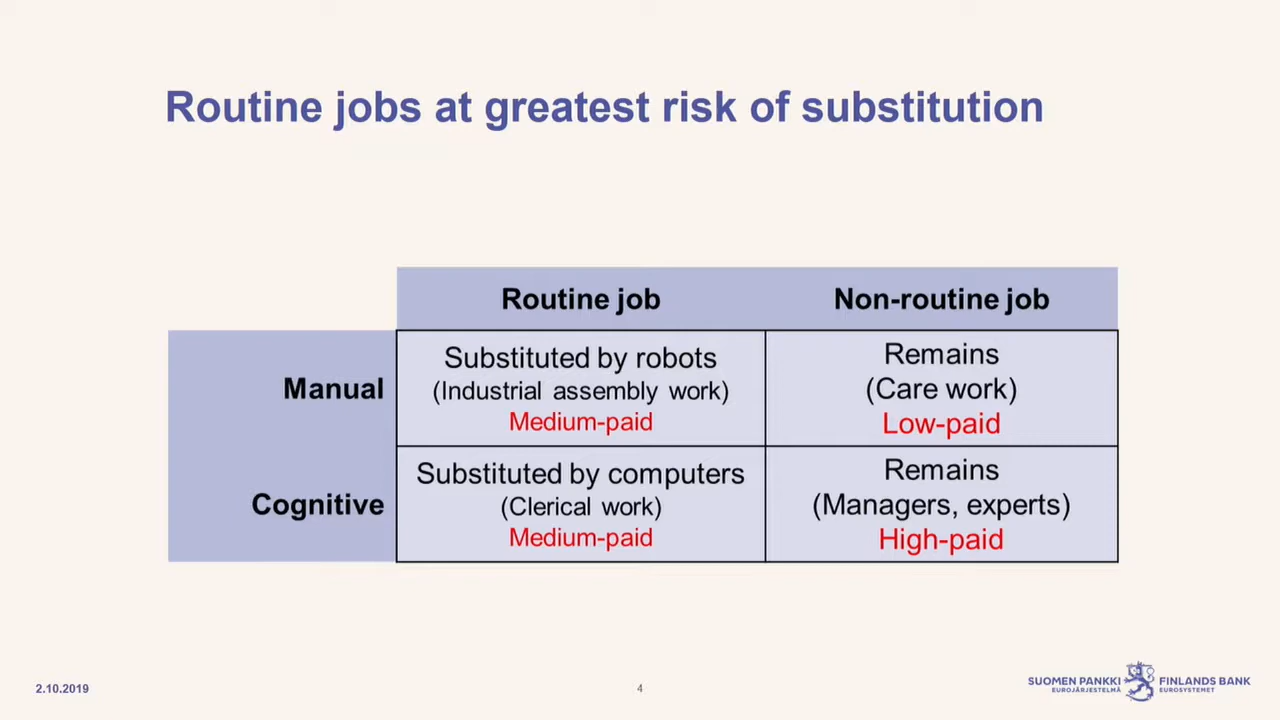 Routine jobs at greatest risk of substitution
Routine job
Non-routine job
Manual
Substituted by robots
(Industrial assembly work)
Medium-paid
Remains
(Care work)
Low-paid
Cognitive
Substituted by computers
(Clerical work)
Medium-paid
Remains
(Managers, experts)
High-paid
2.10.2019
4
SUOMEN PANKKI
EUROJÄRJESTELMÄ
FINLANDS BANK
EUROSYSTEMET